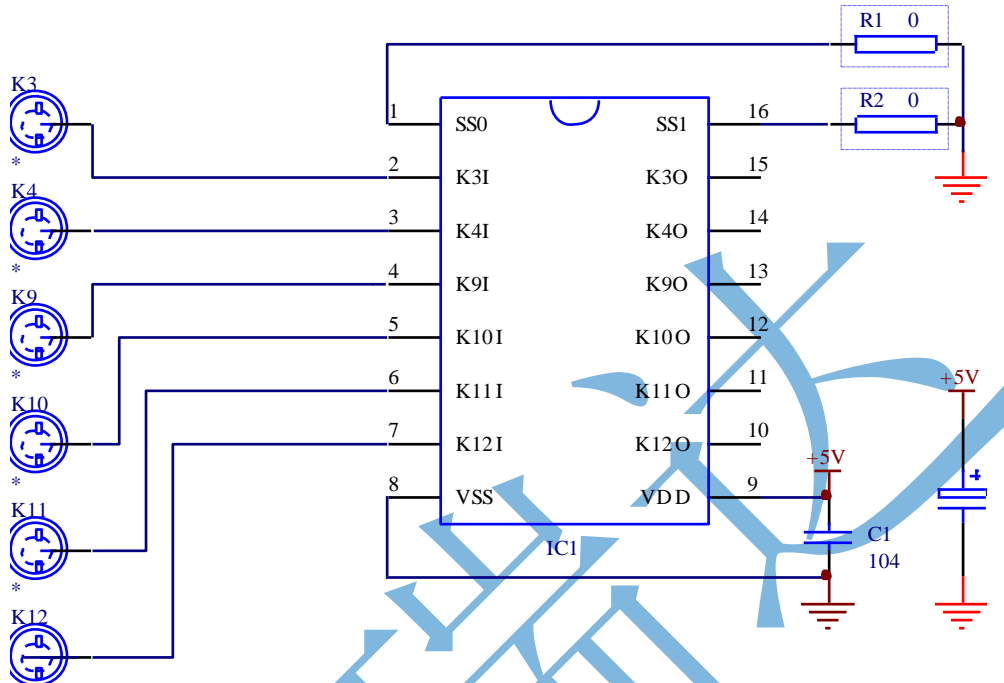 R1 0
R2 0
K3
*
K4
*
K9
*
K10
*
K11
*
K12
1 SS0 SS1 16
2 K3I K3O 15
3 K4I K4O 14
4 K9I K9O 13
5 K10I K10O 12
6 K11I K11O 11
7 K12I K12O 10
8 VSS VDD 9
IC1
+5V
C1
104
+5V
+